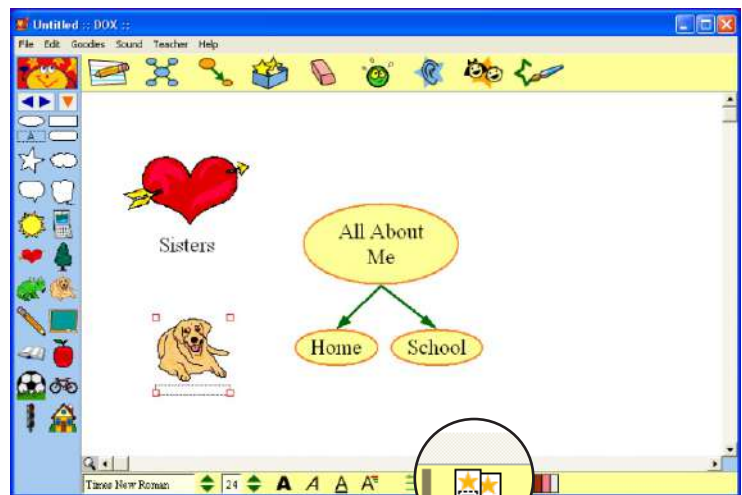 Untitled :: DOX ::
File Edit Goodies Sound Teacher Help
A
Sisters
All About
Me
Home
School
Times New Roman 24 A A A A